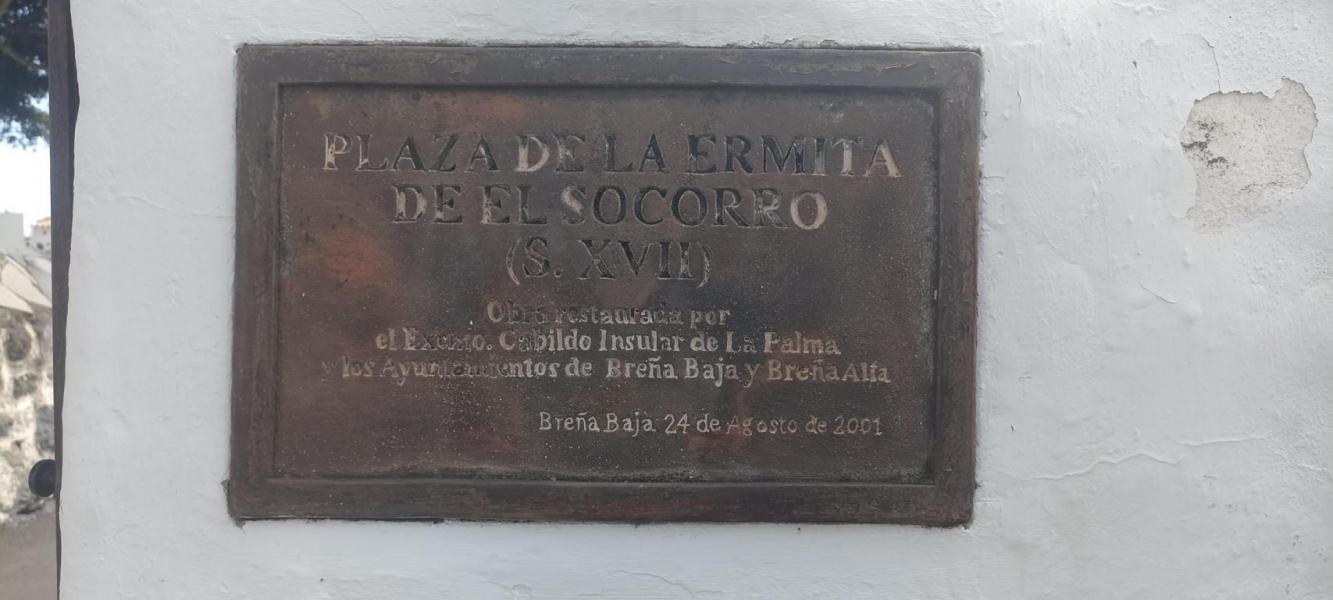 PLAZA DE LA ERMITA
DE EL SOCORRO
(S. XVII)
Obra restaurada por
el Excmo. Cabildo Insular de La Palma
y los Ayuntamientos de Breña Baja y Breña Alta
Breña Baja 24 de Agosto de 2001